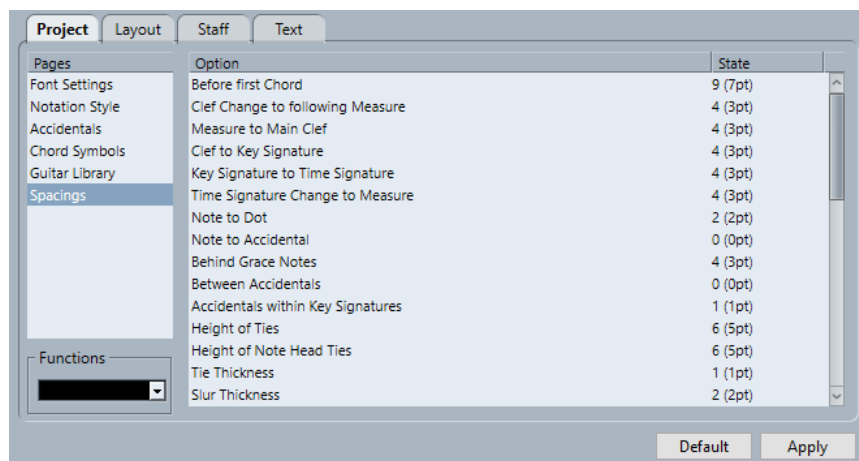 Project Layout Staff Text
Pages Option State
Font Settings Before first Chord 9 (7pt)
Notation Style Clef Change to following Measure 4 (3pt)
Accidentals Measure to Main Clef 4 (3pt)
Chord Symbols Clef to Key Signature 4 (3pt)
Guitar Library Key Signature to Time Signature 4 (3pt)
Spacings Time Signature Change to Measure 4 (3pt)
Note to Dot 2 (2pt)
Note to Accidental 0 (0pt)
Behind Grace Notes 4 (3pt)
Between Accidentals 0 (0pt)
Accidentals within Key Signatures 1 (1pt)
Height of Ties 6 (5pt)
Functions Height of Note Head Ties 6 (5pt)
Tie Thickness 1 (1pt)
Slur Thickness 2 (2pt)
Default Apply